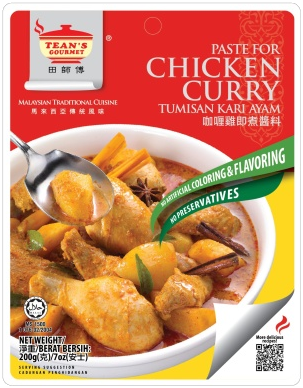 TEAN'S
GOURMET
®
田師傅
MALAYSIAN TRADITIONAL CUISINE
馬來西亞傳統風味
PASTE FOR
CHICKEN
CURRY
TUMISAN KARI AYAM
咖喱雞即煮醬料
NO ARTIFICIAL COLORING & FLAVORING
NO PRESERVATIVES
NET WEIGHT/
淨重/BERAT BERSIH:
200g(克)/7oz(安士)
SERVING SUGGESTION
CADANGAN PENGHIDANGAN
More delicious
recipes!